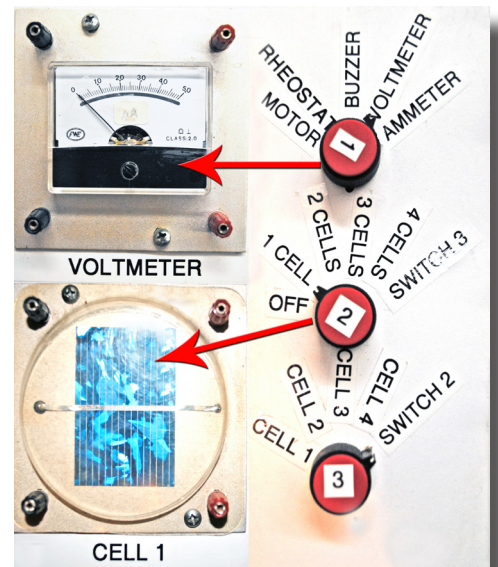 0 10 20 30 40 50
FWE
Ω ⊥
CLASS:2.0
VOLTMETER
CELL 1
MOTOR
RHEOSTAT
BUZZER
VOLTMETER
AMMETER
1
OFF
1 CELL
2 CELLS
3 CELLS
4 CELLS
SWITCH 3
2
CELL 1
CELL 2
CELL 3
CELL 4
SWITCH 2
3